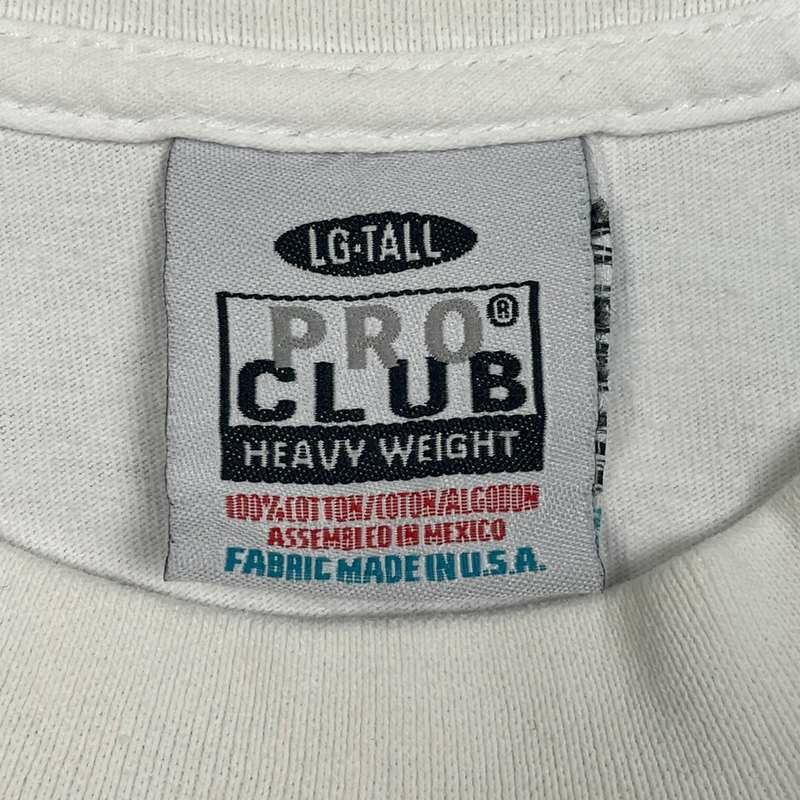 LG-TALL
PRO®
CLUB
HEAVY WEIGHT
100% COTTON/COTON/ALGODON
ASSEMBLED IN MEXICO
FABRIC MADE IN U.S.A.